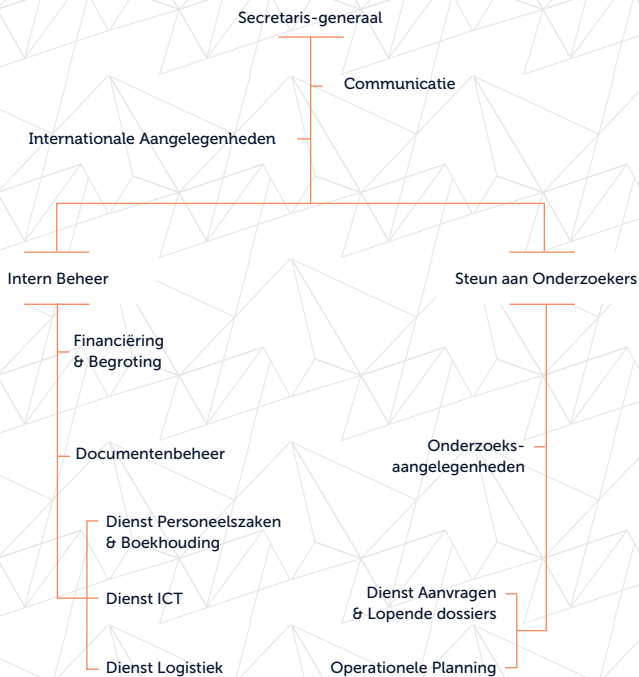 Secretaris-generaal
Communicatie
Internationale Aangelegenheden
Intern Beheer
Steun aan Onderzoekers
Financiëring
& Begroting
Documentenbeheer
Onderzoeks-
aangelegenheden
Dienst Personeelszaken
& Boekhouding
Dienst ICT
Dienst Aanvragen
& Lopende dossiers
Dienst Logistiek
Operationele Planning